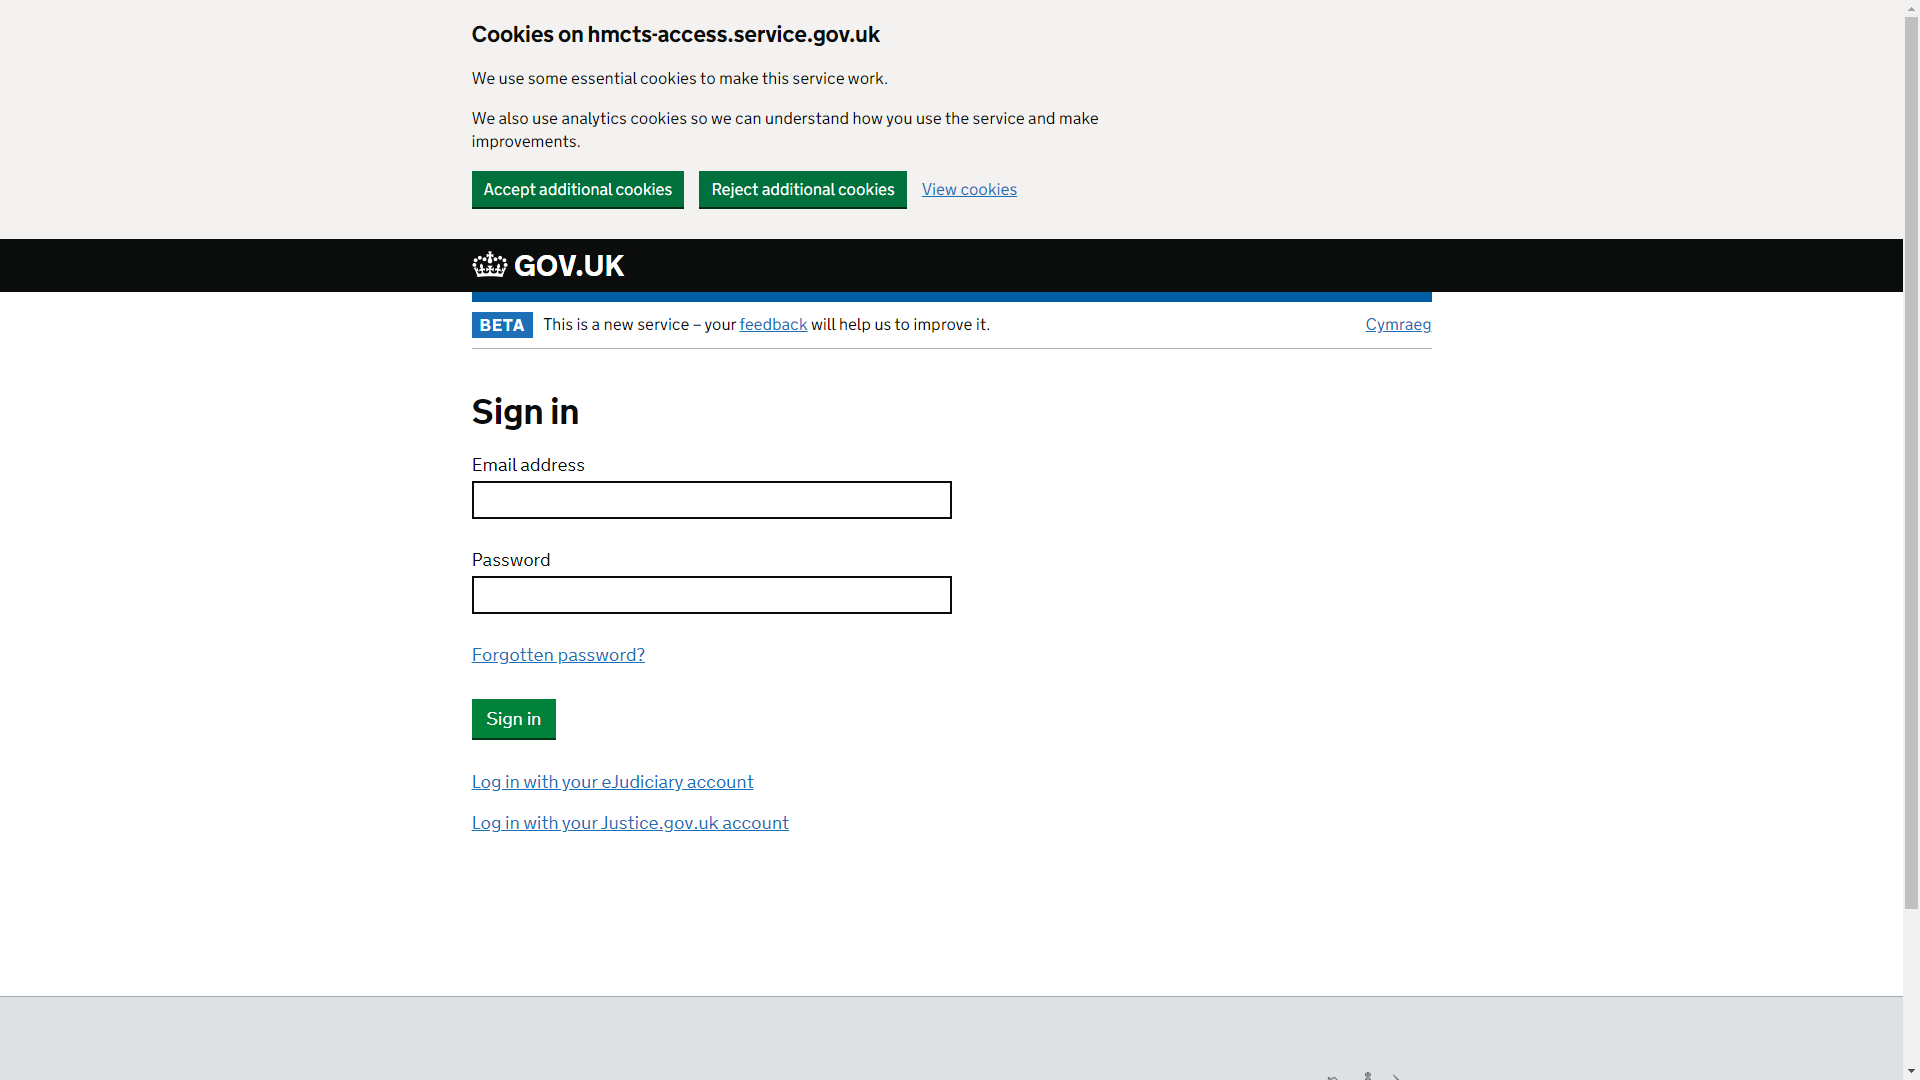 Cookies on hmcts-access.service.gov.uk
We use some essential cookies to make this service work.
We also use analytics cookies so we can understand how you use the service and make
improvements.
Accept additional cookies
Reject additional cookies
View cookies
GOV.UK
BETA
This is a new service – your feedback will help us to improve it.
Cymraeg
Sign in
Email address
Password
Forgotten password?
Sign in
Log in with your eJudiciary account
Log in with your Justice.gov.uk account